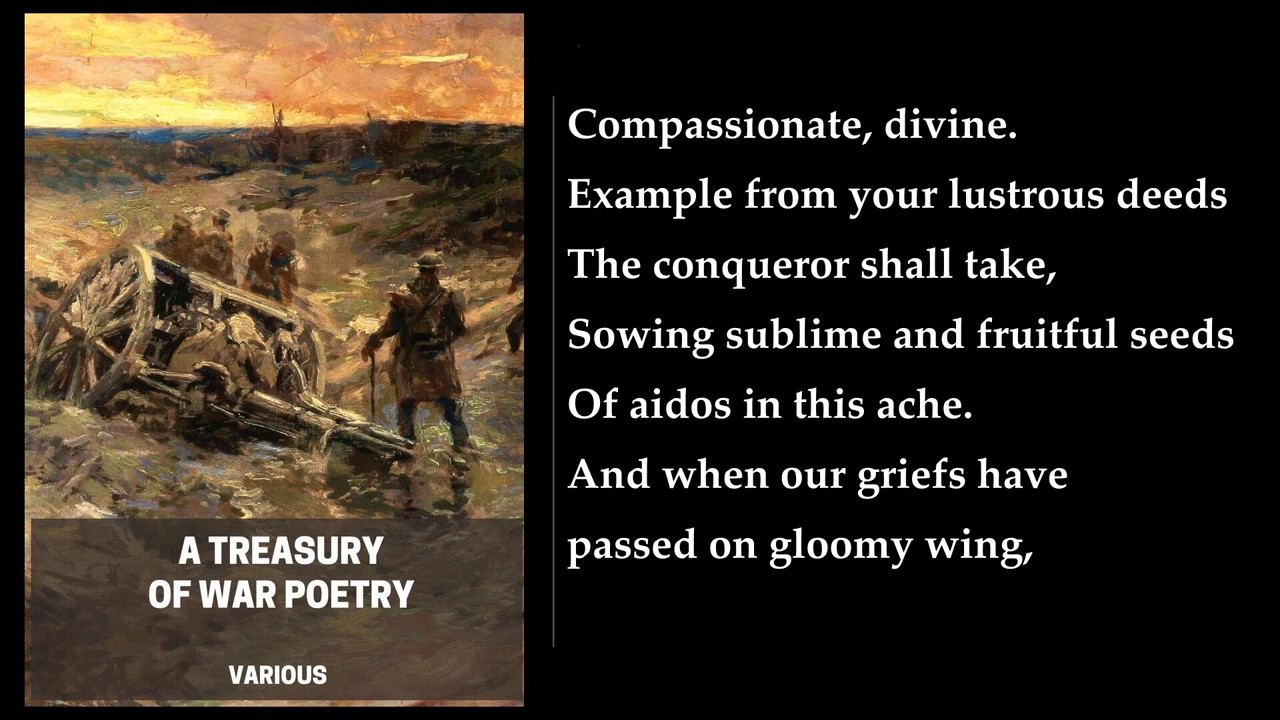 A TREASURY
OF WAR POETRY
VARIOUS
Compassionate, divine.
Example from your lustrous deeds
The conqueror shall take,
Sowing sublime and fruitful seeds
Of aidos in this ache.
And when our griefs have
passed on gloomy wing,